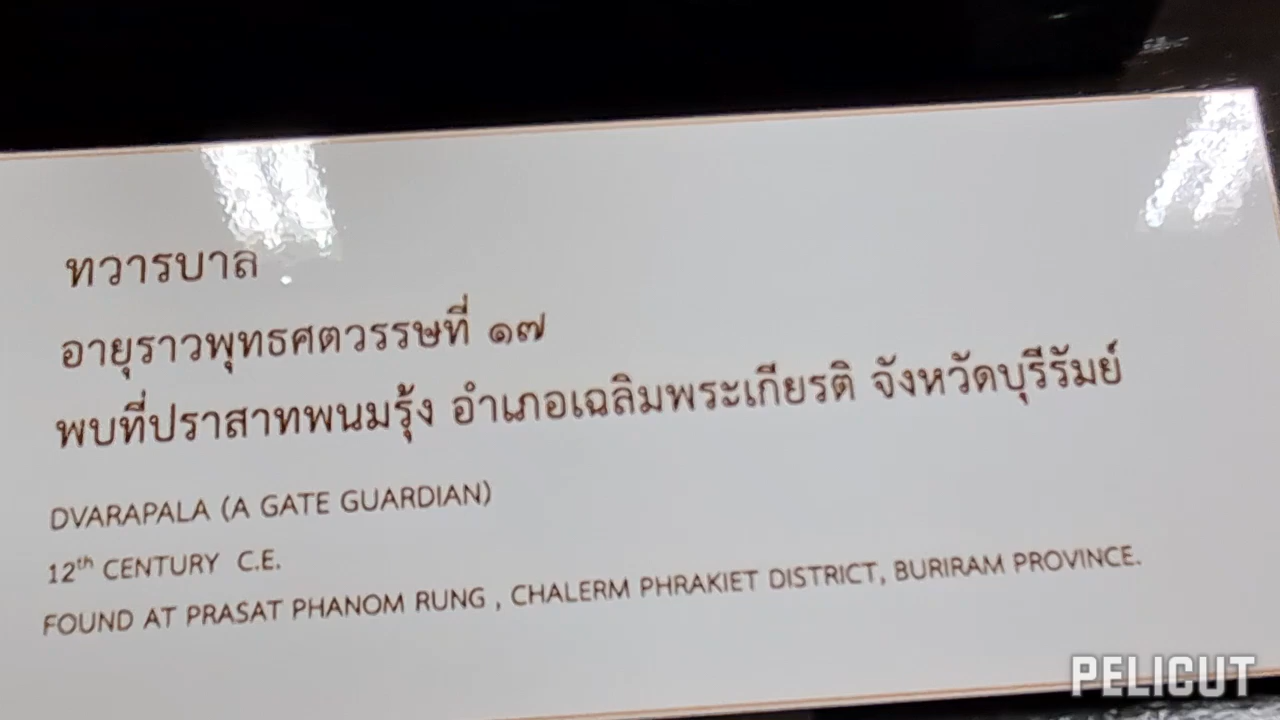 ทวารบาล
อายุราวพุทธศตวรรษที่ ๑๗
พบที่ปราสาทพนมรุ้ง อำเภอเฉลิมพระเกียรติ จังหวัดบุรีรัมย์
DVARAPALA (A GATE GUARDIAN)
12th CENTURY C.E.
FOUND AT PRASAT PHANOM RUNG , CHALERM PHRAKIET DISTRICT, BURIRAM PROVINCE.
PELICUT